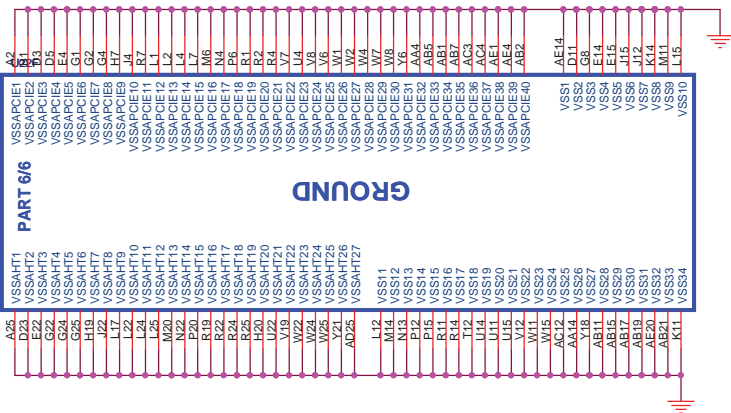 A2
B1
D3
D5
E4
G1
G2
G4
H7
J4
R7
L1
L2
L4
L7
M6
N4
P6
R1
R2
R4
V7
U4
V8
V6
W1
W2
W4
W7
W8
Y6
AA4
AB5
AB1
AB7
AC3
AC4
AE1
AE4
AB2
AE14
D11
G8
E14
E15
J15
J12
K14
M11
L15
VSSAPCIE1
VSSAPCIE2
VSSAPCIE3
VSSAPCIE4
VSSAPCIE5
VSSAPCIE6
VSSAPCIE7
VSSAPCIE8
VSSAPCIE9
VSSAPCIE10
VSSAPCIE11
VSSAPCIE12
VSSAPCIE13
VSSAPCIE14
VSSAPCIE15
VSSAPCIE16
VSSAPCIE17
VSSAPCIE18
VSSAPCIE19
VSSAPCIE20
VSSAPCIE21
VSSAPCIE22
VSSAPCIE23
VSSAPCIE24
VSSAPCIE25
VSSAPCIE26
VSSAPCIE27
VSSAPCIE28
VSSAPCIE29
VSSAPCIE30
VSSAPCIE31
VSSAPCIE32
VSSAPCIE33
VSSAPCIE34
VSSAPCIE35
VSSAPCIE36
VSSAPCIE37
VSSAPCIE38
VSSAPCIE39
VSSAPCIE40
VSS1
VSS2
VSS3
VSS4
VSS5
VSS6
VSS7
VSS8
VSS9
VSS10
PART 6/6
GROUND
VSSAHT1
VSSAHT2
VSSAHT3
VSSAHT4
VSSAHT5
VSSAHT6
VSSAHT7
VSSAHT8
VSSAHT9
VSSAHT10
VSSAHT11
VSSAHT12
VSSAHT13
VSSAHT14
VSSAHT15
VSSAHT16
VSSAHT17
VSSAHT18
VSSAHT19
VSSAHT20
VSSAHT21
VSSAHT22
VSSAHT23
VSSAHT24
VSSAHT25
VSSAHT26
VSSAHT27
VSS11
VSS12
VSS13
VSS14
VSS15
VSS16
VSS17
VSS18
VSS19
VSS20
VSS21
VSS22
VSS23
VSS24
VSS25
VSS26
VSS27
VSS28
VSS29
VSS30
VSS31
VSS32
VSS33
VSS34
A25
D23
E22
G22
G24
G25
H19
J22
L17
L22
L24
L25
M20
N22
P20
R19
R22
R24
R25
H20
U22
V19
W22
W24
W25
Y21
AD25
L12
M14
N13
P12
P15
R11
R14
T12
U14
U11
U15
V12
W11
W15
AC12
AA14
Y18
AB11
AB15
AB17
AB19
AE20
AB21
K11